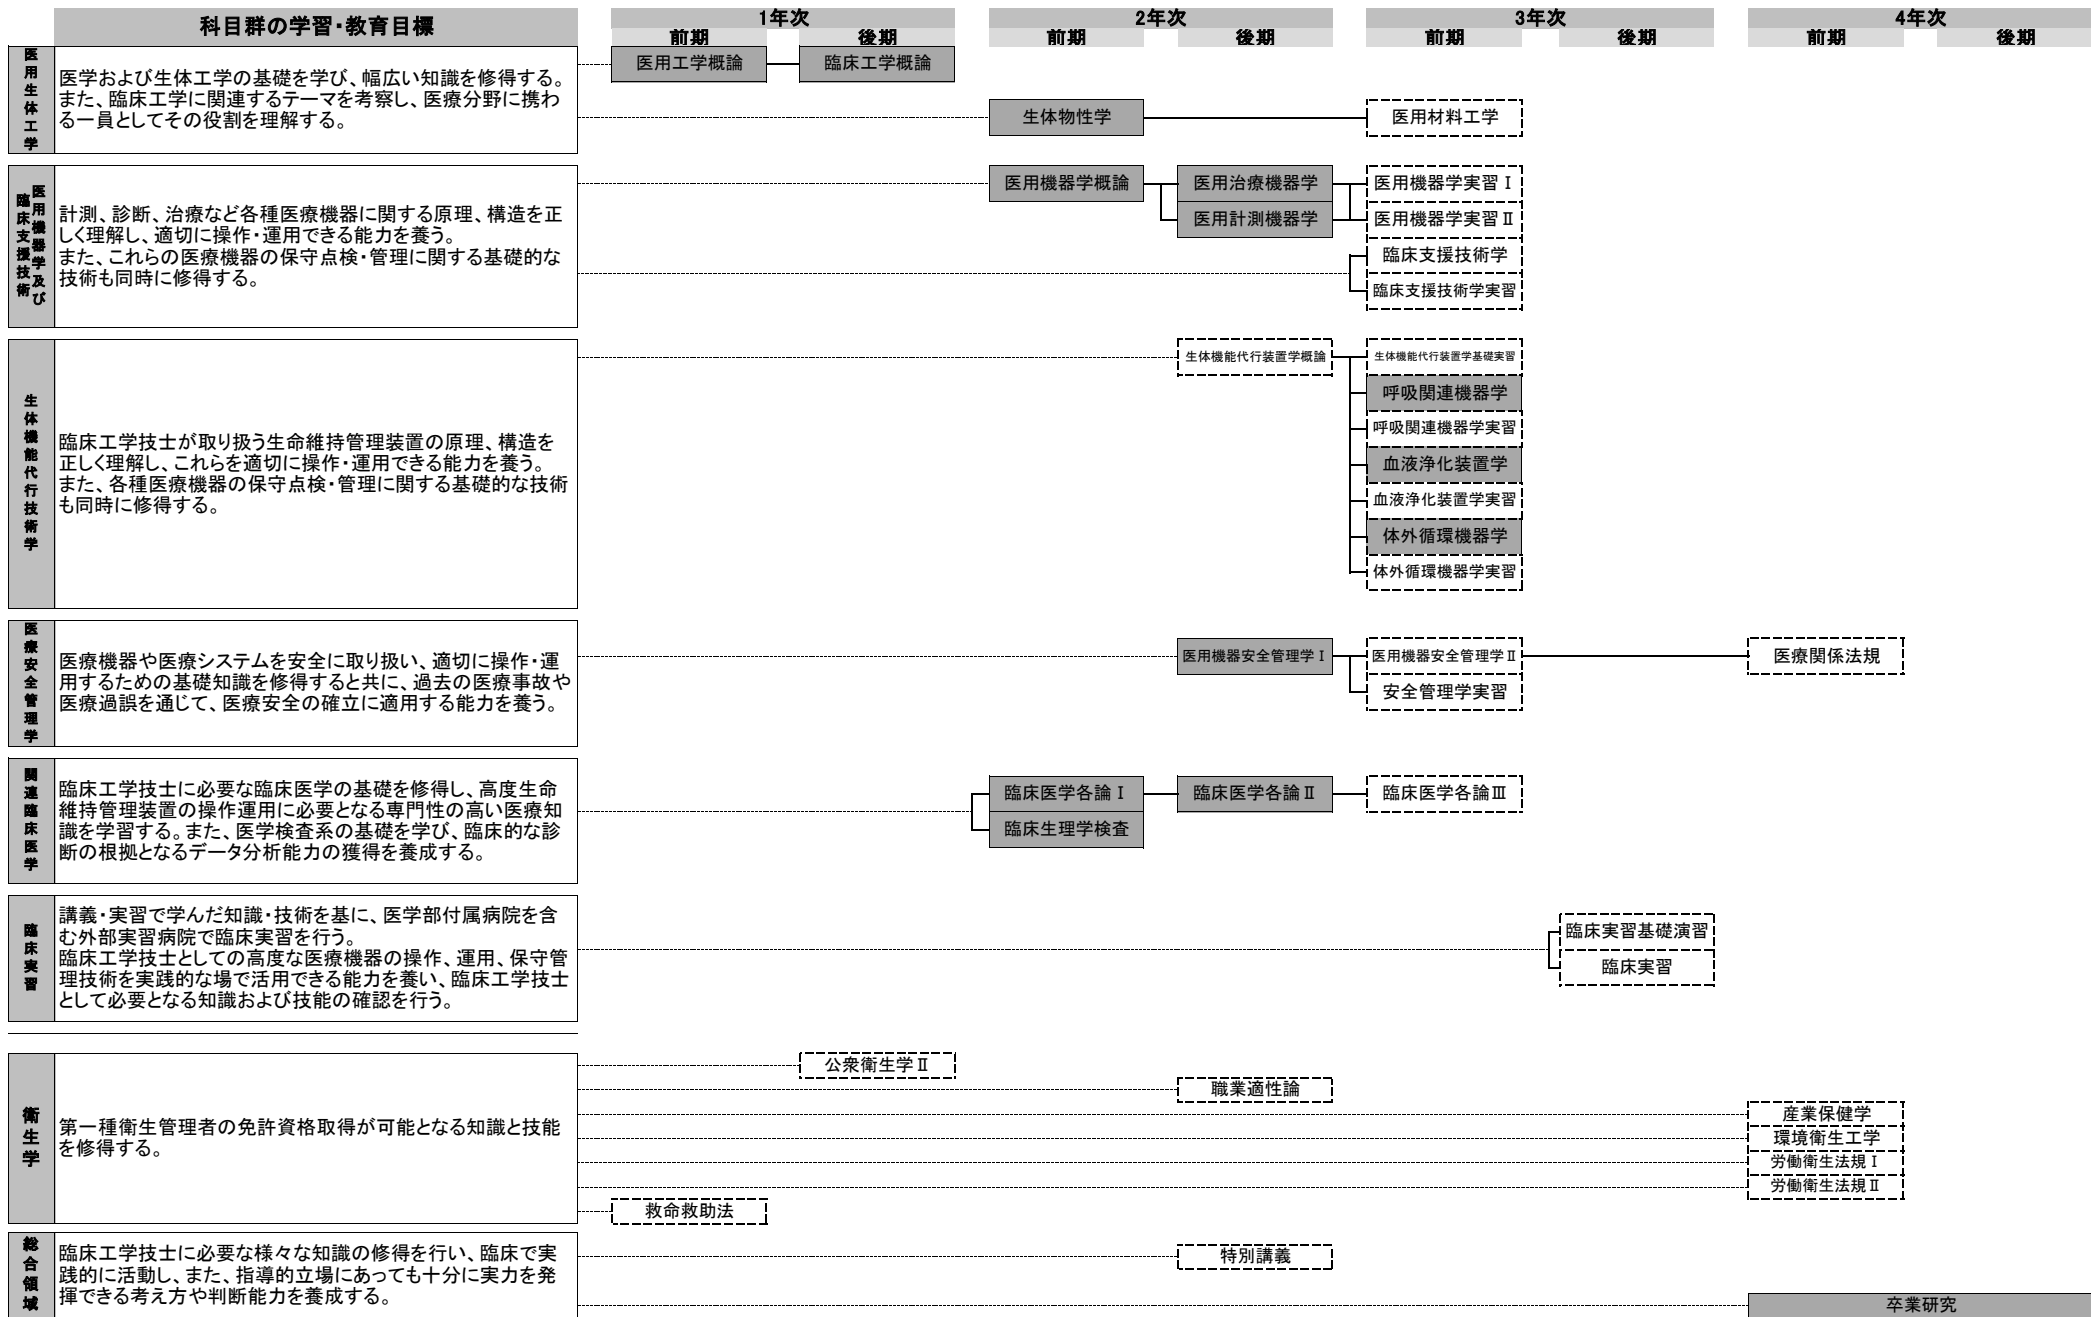 科目群の学習・教育目標
1年次
2年次
3年次
4年次
前期
後期
前期
後期
前期
後期
前期
後期
医用生体工学
医学および生体工学の基礎を学び、幅広い知識を修得する。
また、臨床工学に関連するテーマを考察し、医療分野に携わ
る一員としてその役割を理解する。
医用工学概論
臨床工学概論
生体物性学
医用材料工学
医用機器学及び
臨床支援技術
計測、診断、治療など各種医療機器に関する原理、構造を正
しく理解し、適切に操作・運用できる能力を養う。
また、これらの医療機器の保守点検・管理に関する基礎的な
技術も同時に修得する。
医用機器学概論
医用治療機器学
医用機器学実習Ⅰ
医用計測機器学
医用機器学実習Ⅱ
臨床支援技術学
臨床支援技術学実習
生体機能代行技術学
臨床工学技士が取り扱う生命維持管理装置の原理、構造を
正しく理解し、これらを適切に操作・運用できる能力を養う。
また、各種医療機器の保守点検・管理に関する基礎的な技術
も同時に修得する。
生体機能代行装置学概論
生体機能代行装置学基礎実習
呼吸関連機器学
呼吸関連機器学実習
血液浄化装置学
血液浄化装置学実習
体外循環機器学
体外循環機器学実習
医療安全管理学
医療機器や医療システムを安全に取り扱い、適切に操作・運
用するための基礎知識を修得すると共に、過去の医療事故や
医療過誤を通じて、医療安全の確立に適用する能力を養う。
医用機器安全管理学Ⅰ
医用機器安全管理学Ⅱ
医療関係法規
安全管理学実習
関連臨床医学
臨床工学技士に必要な臨床医学の基礎を修得し、高度生命
維持管理装置の操作運用に必要となる専門性の高い医療知
識を学習する。また、医学検査系の基礎を学び、臨床的な診
断の根拠となるデータ分析能力の獲得を養成する。
臨床医学各論Ⅰ
臨床医学各論Ⅱ
臨床医学各論Ⅲ
臨床生理学検査
臨床実習
講義・実習で学んだ知識・技術を基に、医学部付属病院を含
む外部実習病院で臨床実習を行う。
臨床工学技士としての高度な医療機器の操作、運用、保守管
理技術を実践的な場で活用できる能力を養い、臨床工学技士
として必要となる知識および技能の確認を行う。
臨床実習基礎演習
臨床実習
衛生学
第一種衛生管理者の免許資格取得が可能となる知識と技能
を修得する。
公衆衛生学Ⅱ
職業適性論
産業保健学
環境衛生工学
労働衛生法規Ⅰ
労働衛生法規Ⅱ
救命救助法
総合領域
臨床工学技士に必要な様々な知識の修得を行い、臨床で実
践的に活動し、また、指導的立場にあっても十分に実力を発
揮できる考え方や判断能力を養成する。
特別講義
卒業研究